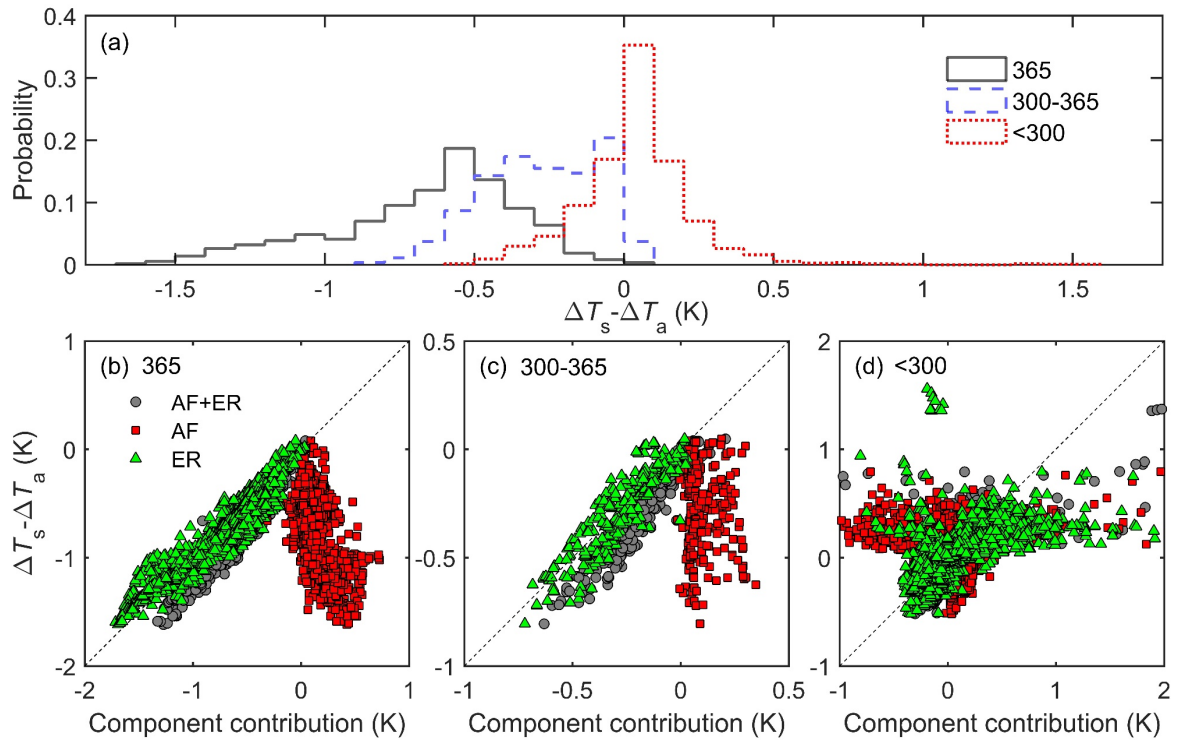 0.4
(a)
0.3
365
300-365
0.2
<300
0.1
0
Probability
-1.5 -1 -0.5 0 0.5 1 1.5
ΔTs-ΔTa (K)
1 0.5 2
(b) 365 (c) 300-365 (d) <300
AF+ER
AF
ER
0 0 1
-1 -0.5 0
-2 -1 -1
ΔTs-ΔTa (K)
-2 -1 0 1 -1 -0.5 0 0.5 -1 0 1 2
Component contribution (K) Component contribution (K) Component contribution (K)